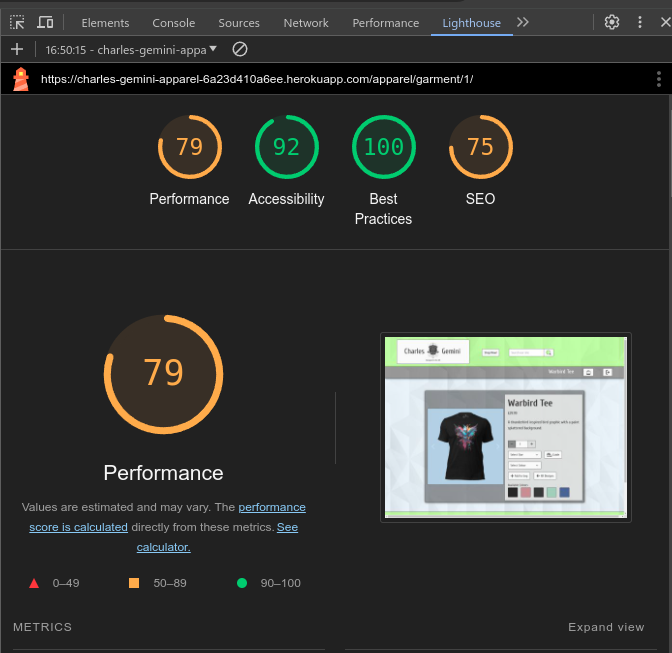 Elements Console Sources Network Performance Lighthouse
16:50:15 - charles-gemini-appa
https://charles-gemini-apparel-6a23d410a6ee.herokuapp.com/apparel/garment/1/
79 92 100 75
Performance Accessibility Best Practices SEO
79
Performance
Values are estimated and may vary. The performance
score is calculated directly from these metrics. See
calculator.
0–49 50–89 90–100
Charles Gemini
Warbird Tee
Warbird Tee
METRICS
Expand view